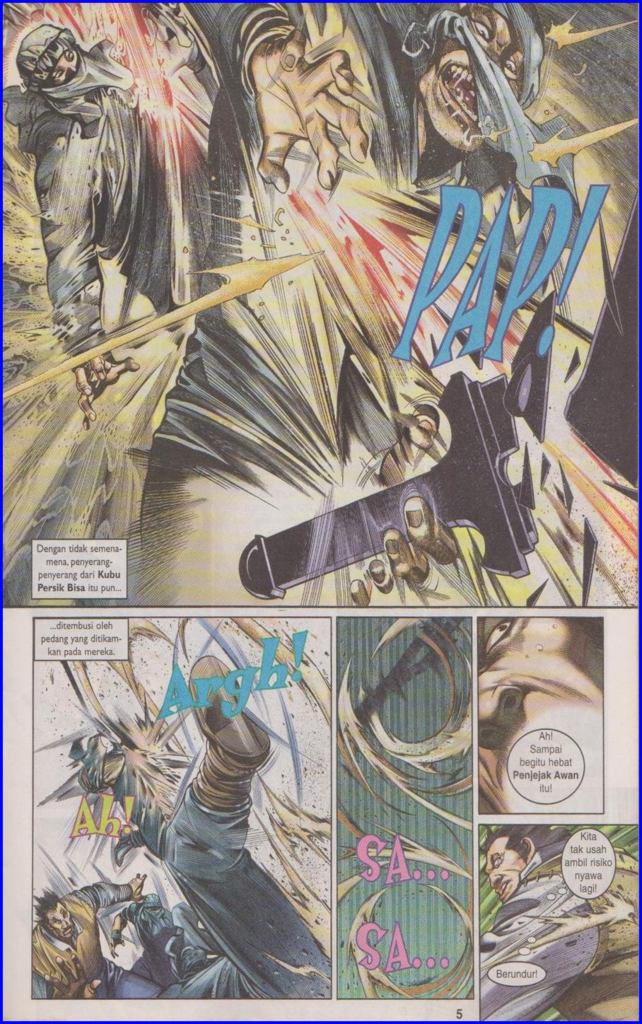 PAP!
Dengan tidak semena-
mena, penyerang-
penyerang dari Kubu
Persik Bisa itu pun...
...ditembusi oleh
pedang yang ditikam-
kan pada mereka.
Argh!
Ah!
SA...
SA...
Ah!
Sampai
begitu hebat
Penjejak Awan
itu!
Kita
tak usah
ambil risiko
nyawa
lagi!
Berundur!
5